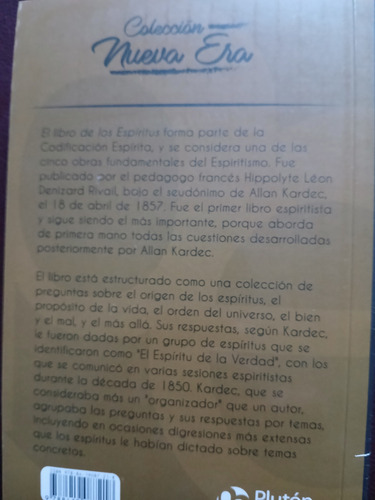 Colección
Nueva Era
El libro de los Espíritus forma parte de la
Codificación Espírita, y se considera una de las
cinco obras fundamentales del Espiritismo. Fue
publicado por el pedagogo francés Hippolyte Léon
Denizard Rivail, bajo el seudónimo de Allan Kardec,
el 18 de abril de 1857. Fue el primer libro espiritista
y sigue siendo el más importante, porque aborda
de primera mano todas las cuestiones desarrolladas
posteriormente por Allan Kardec.
El libro está estructurado como una colección de
preguntas sobre el origen de los espíritus, el
propósito de la vida, el orden del universo, el bien
y el mal, y el más allá. Sus respuestas, según Kardec,
le fueron dadas por un grupo de espíritus que se
identificaron como "El Espíritu de la Verdad", con los
que se comunicó en varias sesiones espiritistas
durante la década de 1850. Kardec, que se
consideraba más un "organizador" que un autor,
agrupaba las preguntas y sus respuestas por temas,
incluyendo en ocasiones digresiones más extensas
que los espíritus le habían dictado sobre temas
concretos.
Plutón